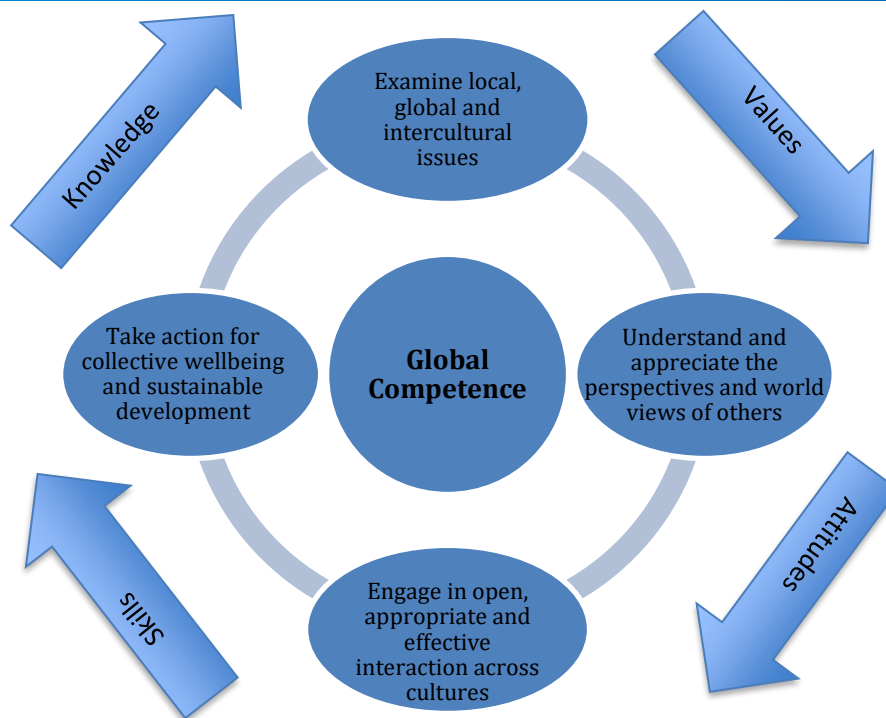 Knowledge
Examine local,
global and
intercultural
issues
Values
Take action for
collective wellbeing
and sustainable
development
Global
Competence
Understand and
appreciate the
perspectives and world
views of others
Skills
Engage in open,
appropriate and
effective
interaction across
cultures
Attitudes